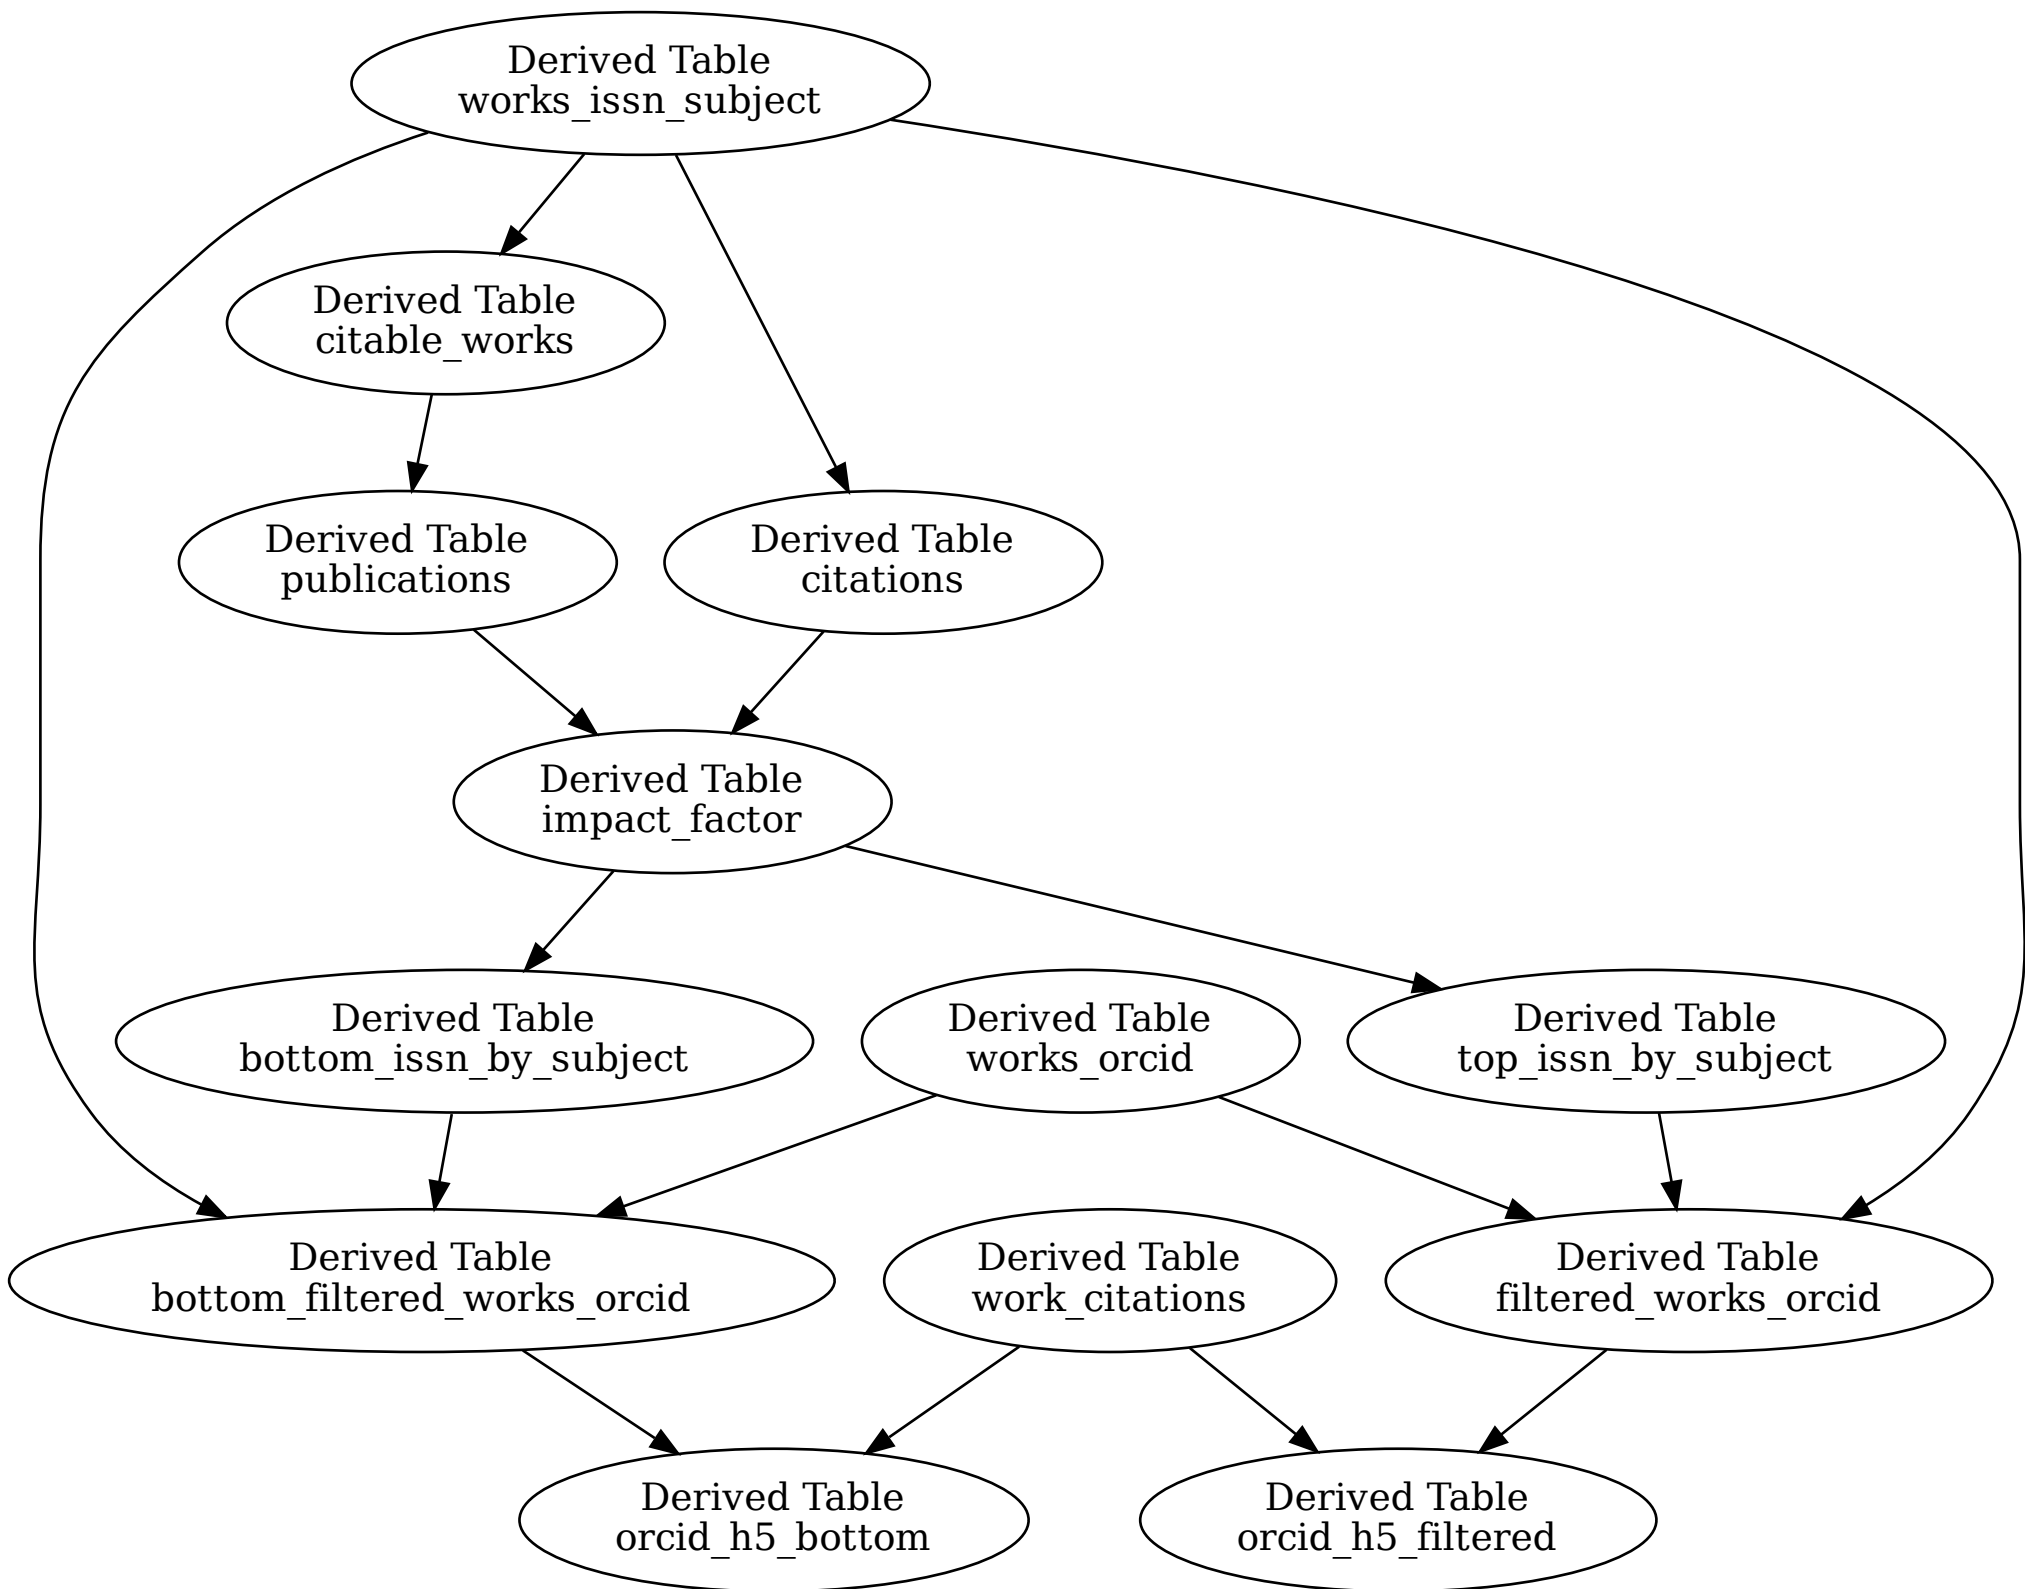 Derived Table
works_issn_subject
Derived Table
citable_works
Derived Table
publications
Derived Table
citations
Derived Table
impact_factor
Derived Table
bottom_issn_by_subject
Derived Table
works_orcid
Derived Table
top_issn_by_subject
Derived Table
bottom_filtered_works_orcid
Derived Table
work_citations
Derived Table
filtered_works_orcid
Derived Table
orcid_h5_bottom
Derived Table
orcid_h5_filtered